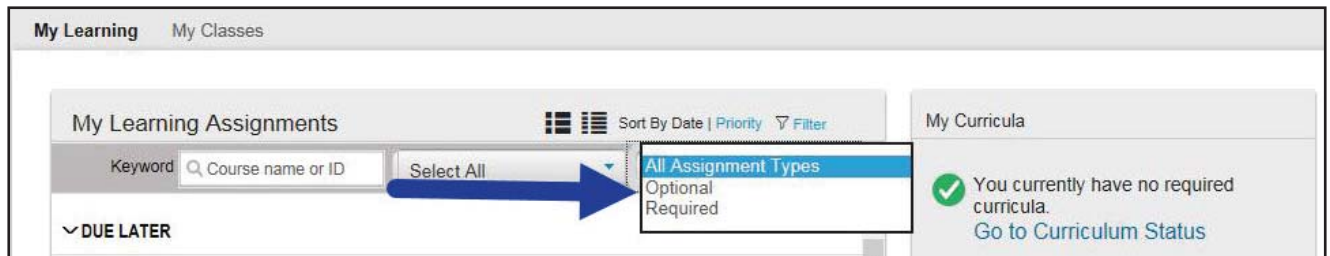 My Learning My Classes
My Learning Assignments
Sort By Date | Priority Filter
Keyword Course name or ID Select All
All Assignment Types
Optional
Required
DUE LATER
My Curricula
You currently have no required
curricula.
Go to Curriculum Status